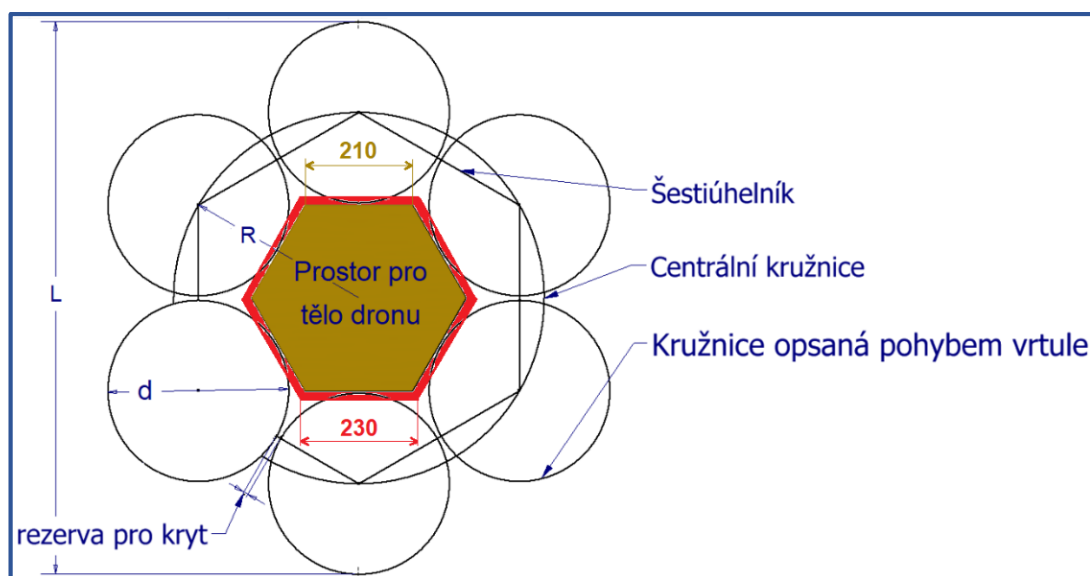 210
Šestiúhelník
R
Prostor pro
tělo dronu
Centrální kružnice
L
Kružnice opsaná pohybem vrtule
d
230
rezerva pro kryt